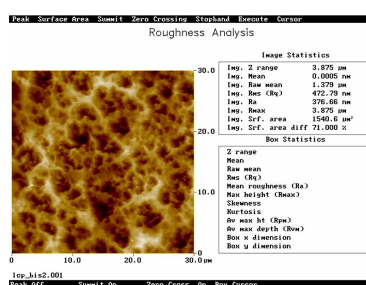 Peak Surface Area Summit Zero Crossing Stopband Execute Cursor
Roughness Analysis
Image Statistics
Img. Z range 3.875 µm
Img. Mean 0.0005 nm
Img. Raw mean 1.379 µm
Img. Rms (Rq) 472.79 nm
Img. Ra 376.66 nm
Img. Rmax 3.875 µm
Img. Srf. area 1540.6 µm²
Img. Srf. area diff 71.000 %
Box Statistics
Z range
Mean
Raw mean
Rms (Rq)
Mean roughness (Ra)
Max height (Rmax)
Skewness
Kurtosis
Av max ht (Rpm)
Av max depth (Rvm)
Box x dimension
Box y dimension
30.0
20.0
10.0
0
0 10.0 20.0 30.0 µm
lcp_bis2.001
Peak Off Summit On Zero Cross. On Box Cursor